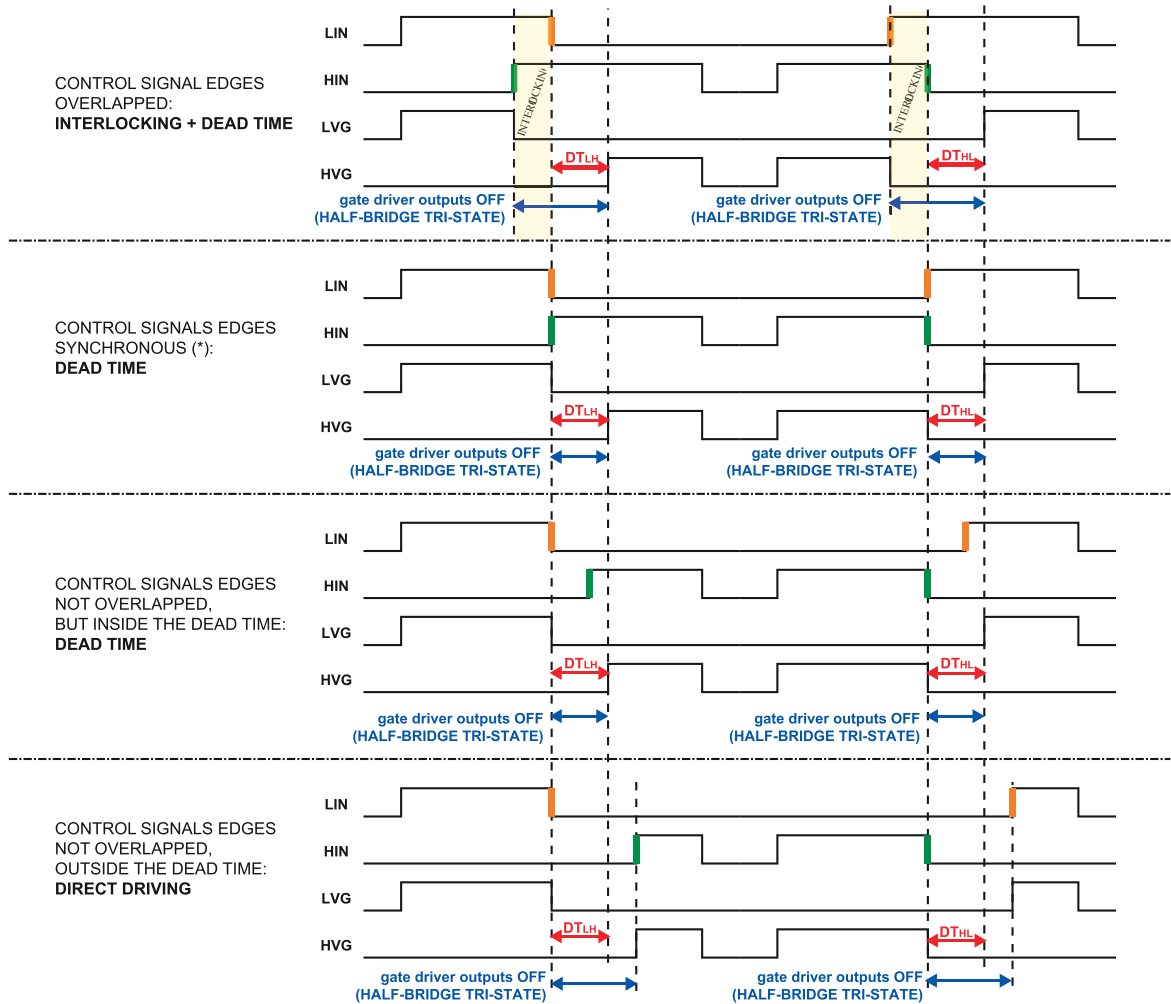 LIN
HIN
LVG
HVG
CONTROL SIGNAL EDGES
OVERLAPPED:
INTERLOCKING + DEAD TIME
INTERLOCKING
INTERLOCKING
DTLH
DTHL
gate driver outputs OFF
(HALF-BRIDGE TRI-STATE)
gate driver outputs OFF
(HALF-BRIDGE TRI-STATE)
LIN
HIN
LVG
HVG
CONTROL SIGNALS EDGES
SYNCHRONOUS (*):
DEAD TIME
DTLH
DTHL
gate driver outputs OFF
(HALF-BRIDGE TRI-STATE)
gate driver outputs OFF
(HALF-BRIDGE TRI-STATE)
LIN
HIN
LVG
HVG
CONTROL SIGNALS EDGES
NOT OVERLAPPED,
BUT INSIDE THE DEAD TIME:
DEAD TIME
DTLH
DTHL
gate driver outputs OFF
(HALF-BRIDGE TRI-STATE)
gate driver outputs OFF
(HALF-BRIDGE TRI-STATE)
LIN
HIN
LVG
HVG
CONTROL SIGNALS EDGES
NOT OVERLAPPED,
OUTSIDE THE DEAD TIME:
DIRECT DRIVING
DTLH
DTHL
gate driver outputs OFF
(HALF-BRIDGE TRI-STATE)
gate driver outputs OFF
(HALF-BRIDGE TRI-STATE)